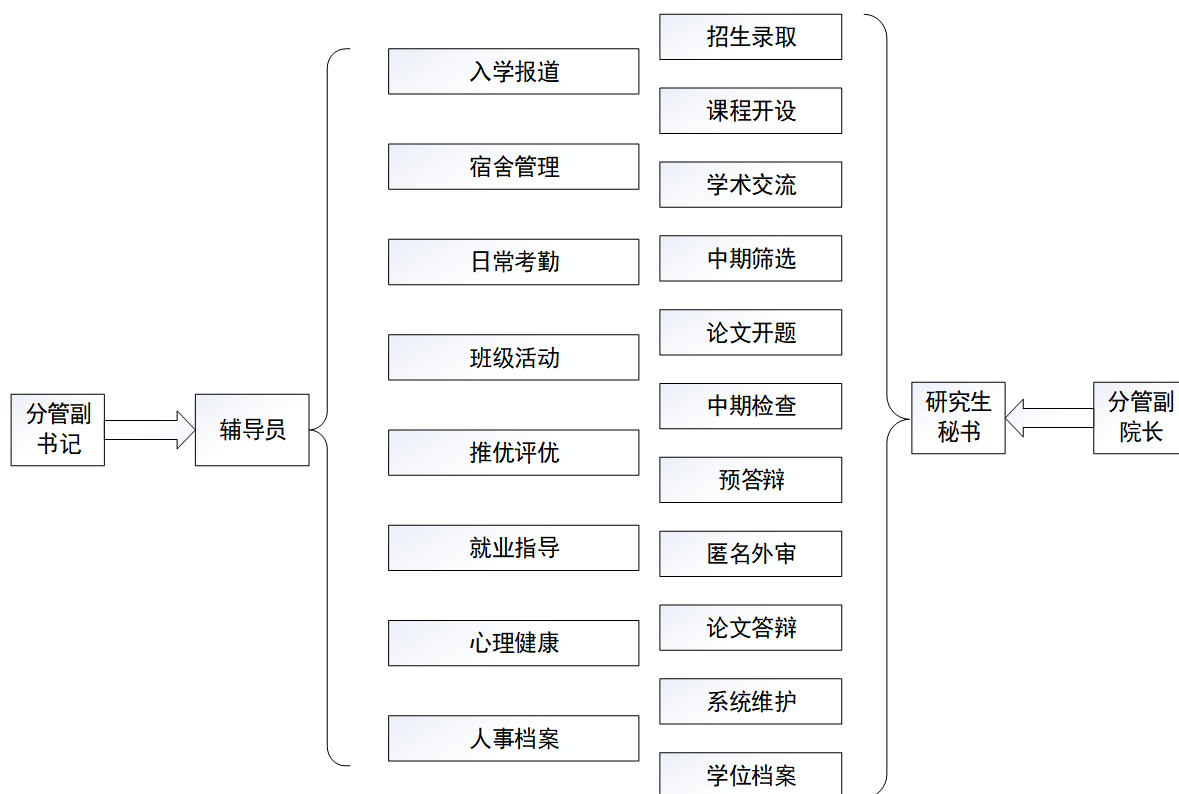 分管副
书记
辅导员
入学报道
宿舍管理
日常考勤
班级活动
推优评优
就业指导
心理健康
人事档案
招生录取
课程开设
学术交流
中期筛选
论文开题
中期检查
预答辩
匿名外审
论文答辩
系统维护
学位档案
研究生
秘书
分管副
院长